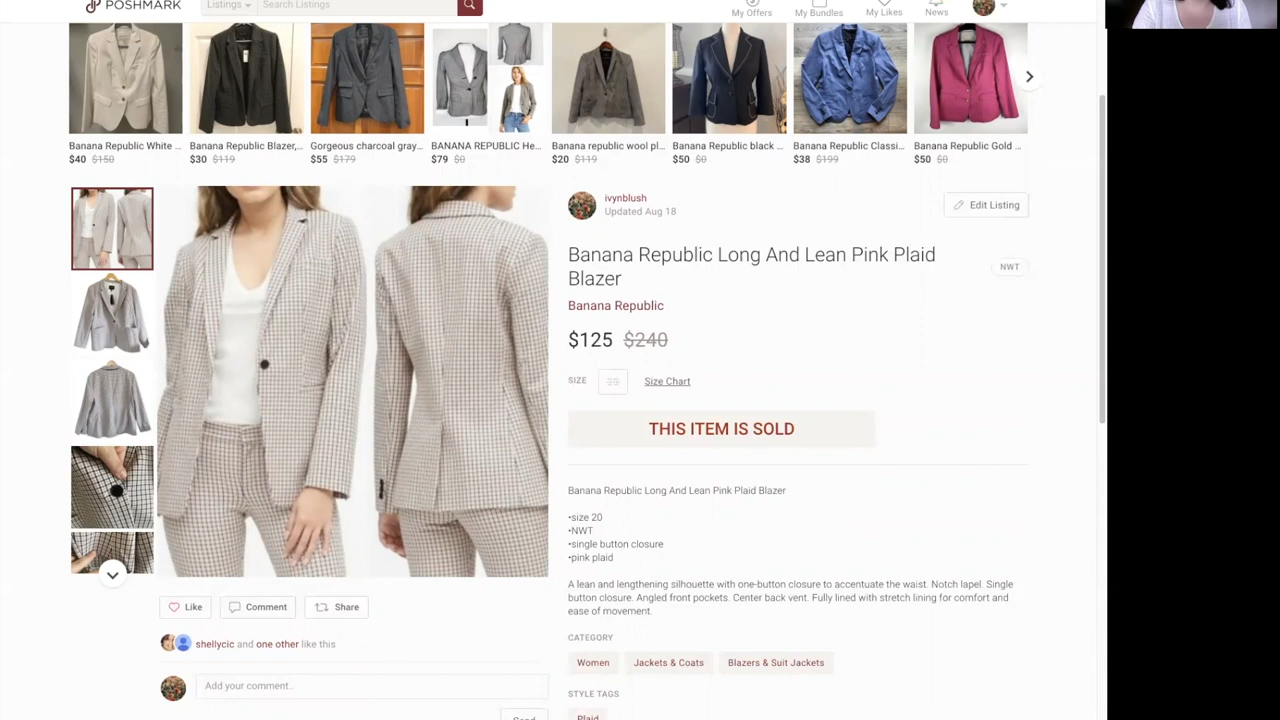 POSHMARK
Listings
Search Listings
My Offers
My Bundles
My Likes
News
Banana Republic White ...
$40 $150
Banana Republic Blazer,...
$30 $119
Gorgeous charcoal gray...
$55 $179
BANANA REPUBLIC He...
$79 $0
Banana republic wool pl...
$20 $119
Banana Republic black ...
$50 $0
Banana Republic Classi...
$38 $199
Banana Republic Gold ...
$50 $0
ivynblush
Updated Aug 18
Edit Listing
Banana Republic Long And Lean Pink Plaid
Blazer
NWT
Banana Republic
$125 $240
SIZE
20
Size Chart
THIS ITEM IS SOLD
Banana Republic Long And Lean Pink Plaid Blazer
•size 20
•NWT
•single button closure
•pink plaid
A lean and lengthening silhouette with one-button closure to accentuate the waist. Notch lapel. Single
button closure. Angled front pockets. Center back vent. Fully lined with stretch lining for comfort and
ease of movement.
CATEGORY
Women
Jackets & Coats
Blazers & Suit Jackets
STYLE TAGS
Plaid
Like
Comment
Share
shellycic and one other like this
Add your comment..
Send